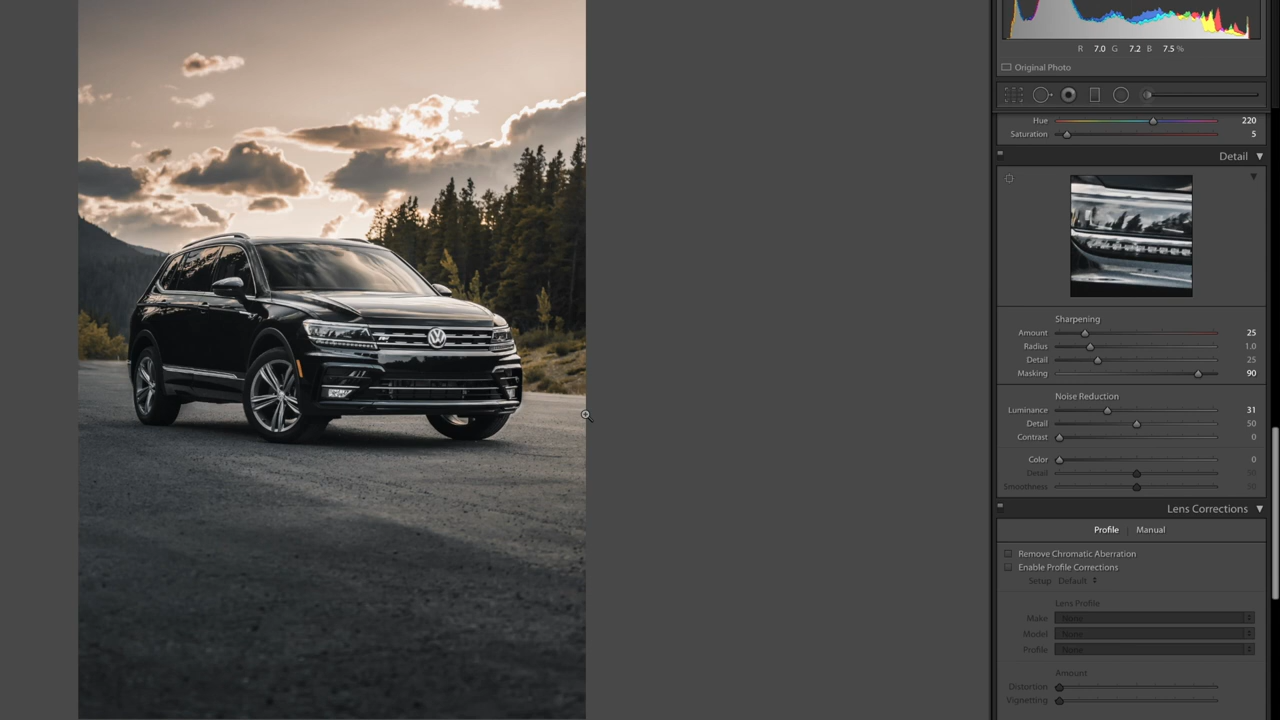 R 7.0 G 7.2 B 7.5 %
Original Photo
Hue 220
Saturation 5
Detail
Sharpening
Amount 25
Radius 1.0
Detail 25
Masking 90
Noise Reduction
Luminance 31
Detail 50
Contrast 0
Color 0
Detail 50
Smoothness 50
Lens Corrections
Profile | Manual
Remove Chromatic Aberration
Enable Profile Corrections
Setup Default
Lens Profile
Make None
Model None
Profile None
Amount
Distortion
Vignetting